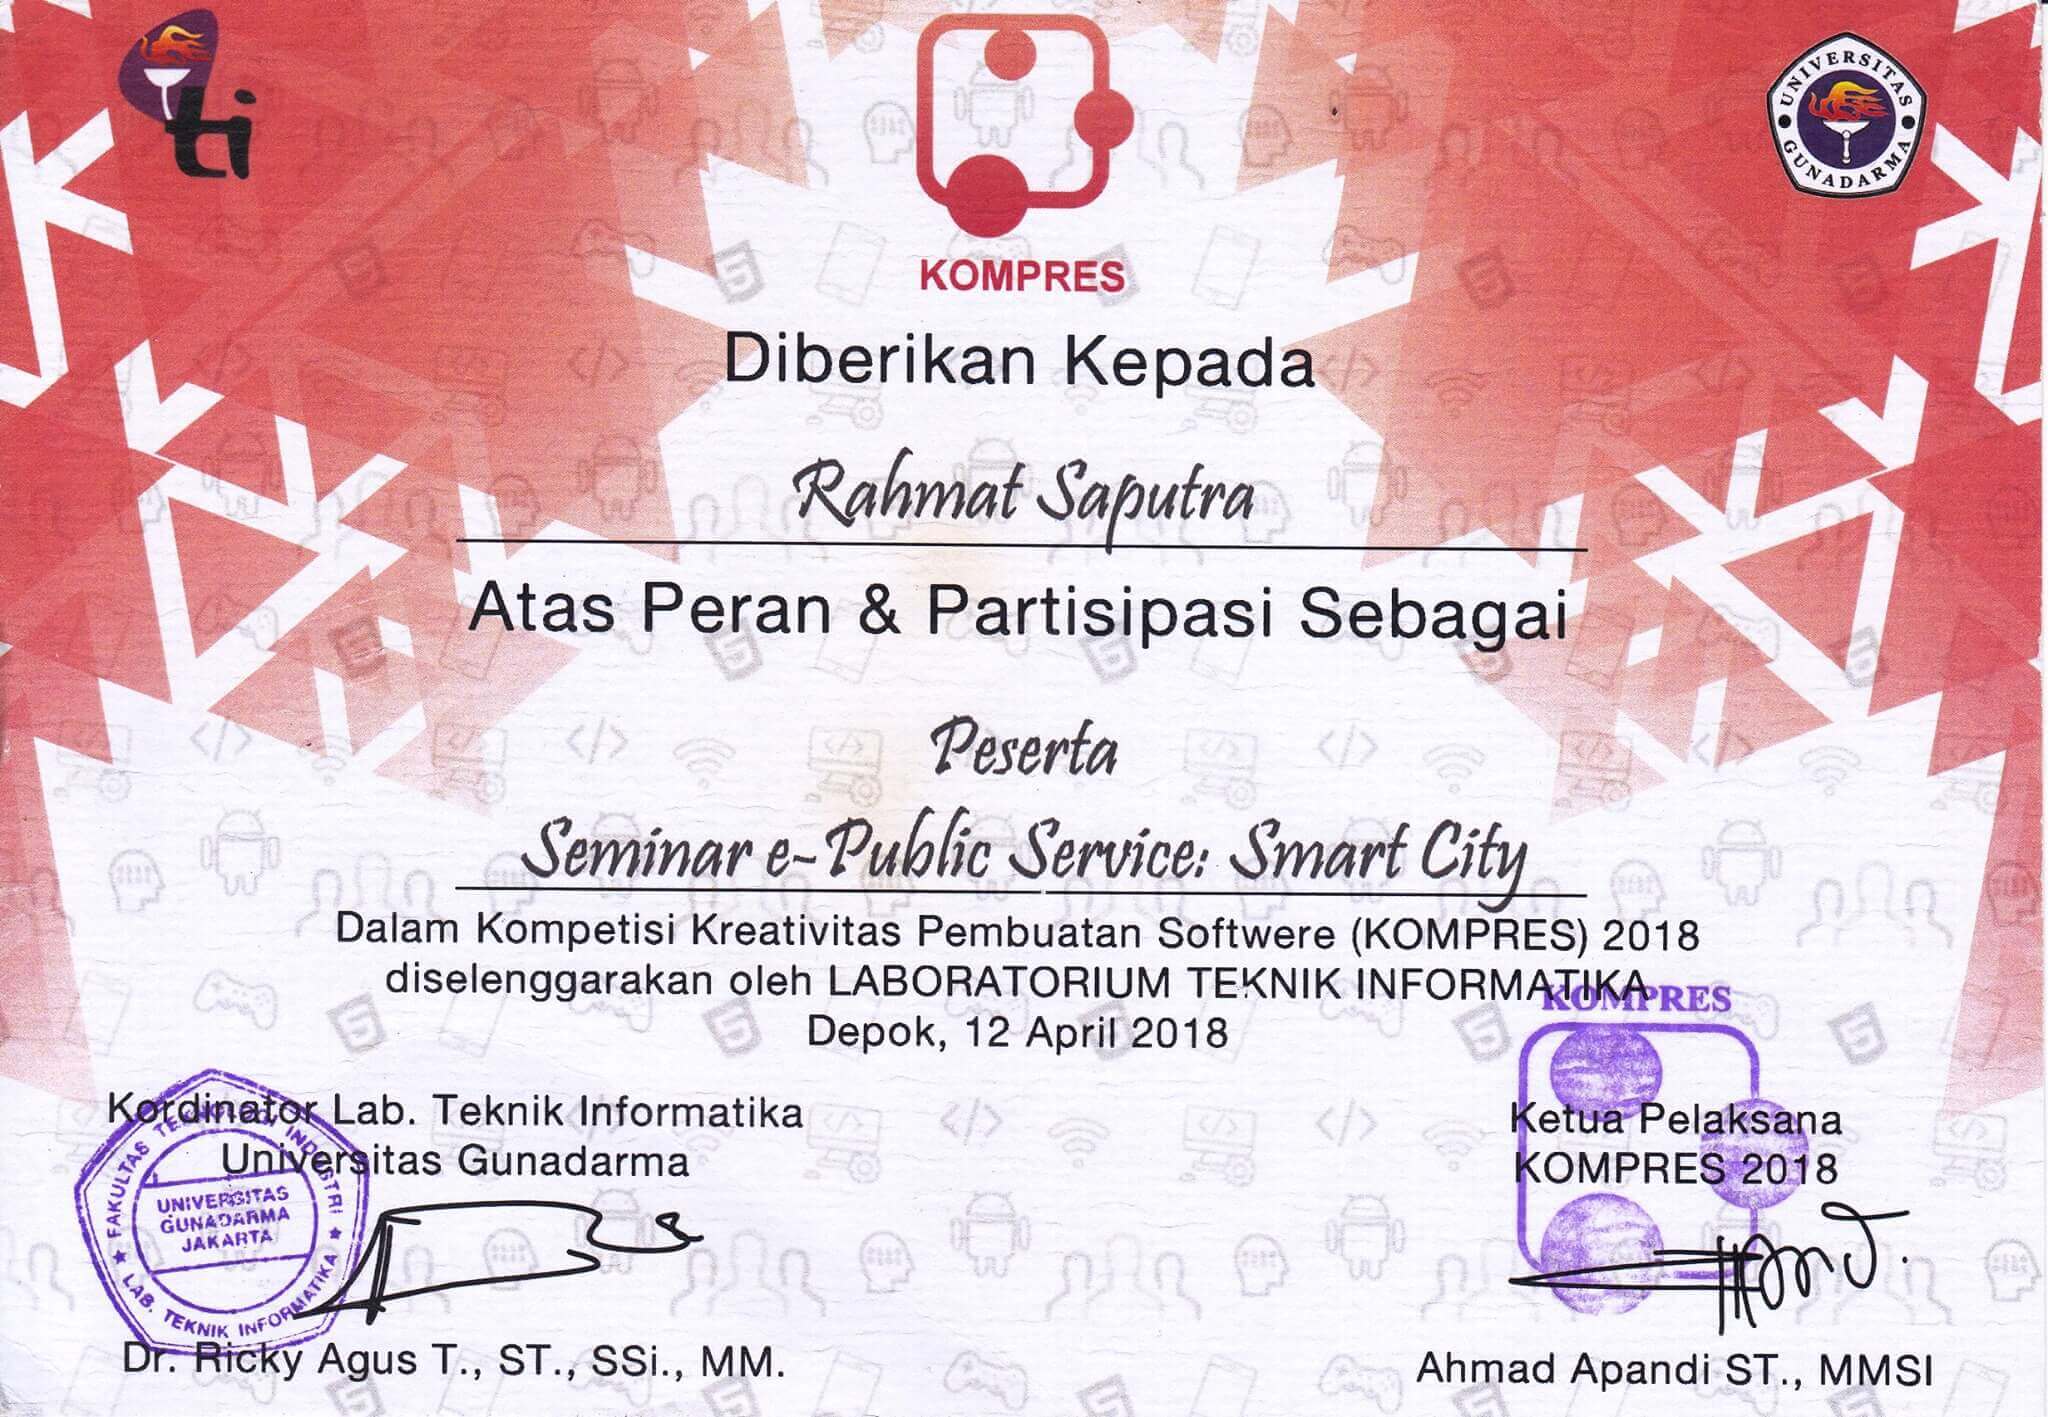 ti
UNIVERSITAS GUNADARMA
KOMPRES
Diberikan Kepada
Rahmat Saputra
Atas Peran & Partisipasi Sebagai
Peserta
Seminar e-Public Service: Smart City
Dalam Kompetisi Kreativitas Pembuatan Softwere (KOMPRES) 2018
diselenggarakan oleh LABORATORIUM TEKNIK INFORMATIKA
Depok, 12 April 2018
KOMPRES
Kordinator Lab. Teknik Informatika
Universitas Gunadarma
Ketua Pelaksana
KOMPRES 2018
FAKULTAS TEKNOLOGI INDUSTRI
UNIVERSITAS
GUNADARMA
JAKARTA
LAB. TEKNIK INFORMATIKA
Dr. Ricky Agus T., ST., SSi., MM.
Ahmad Apandi ST., MMSI